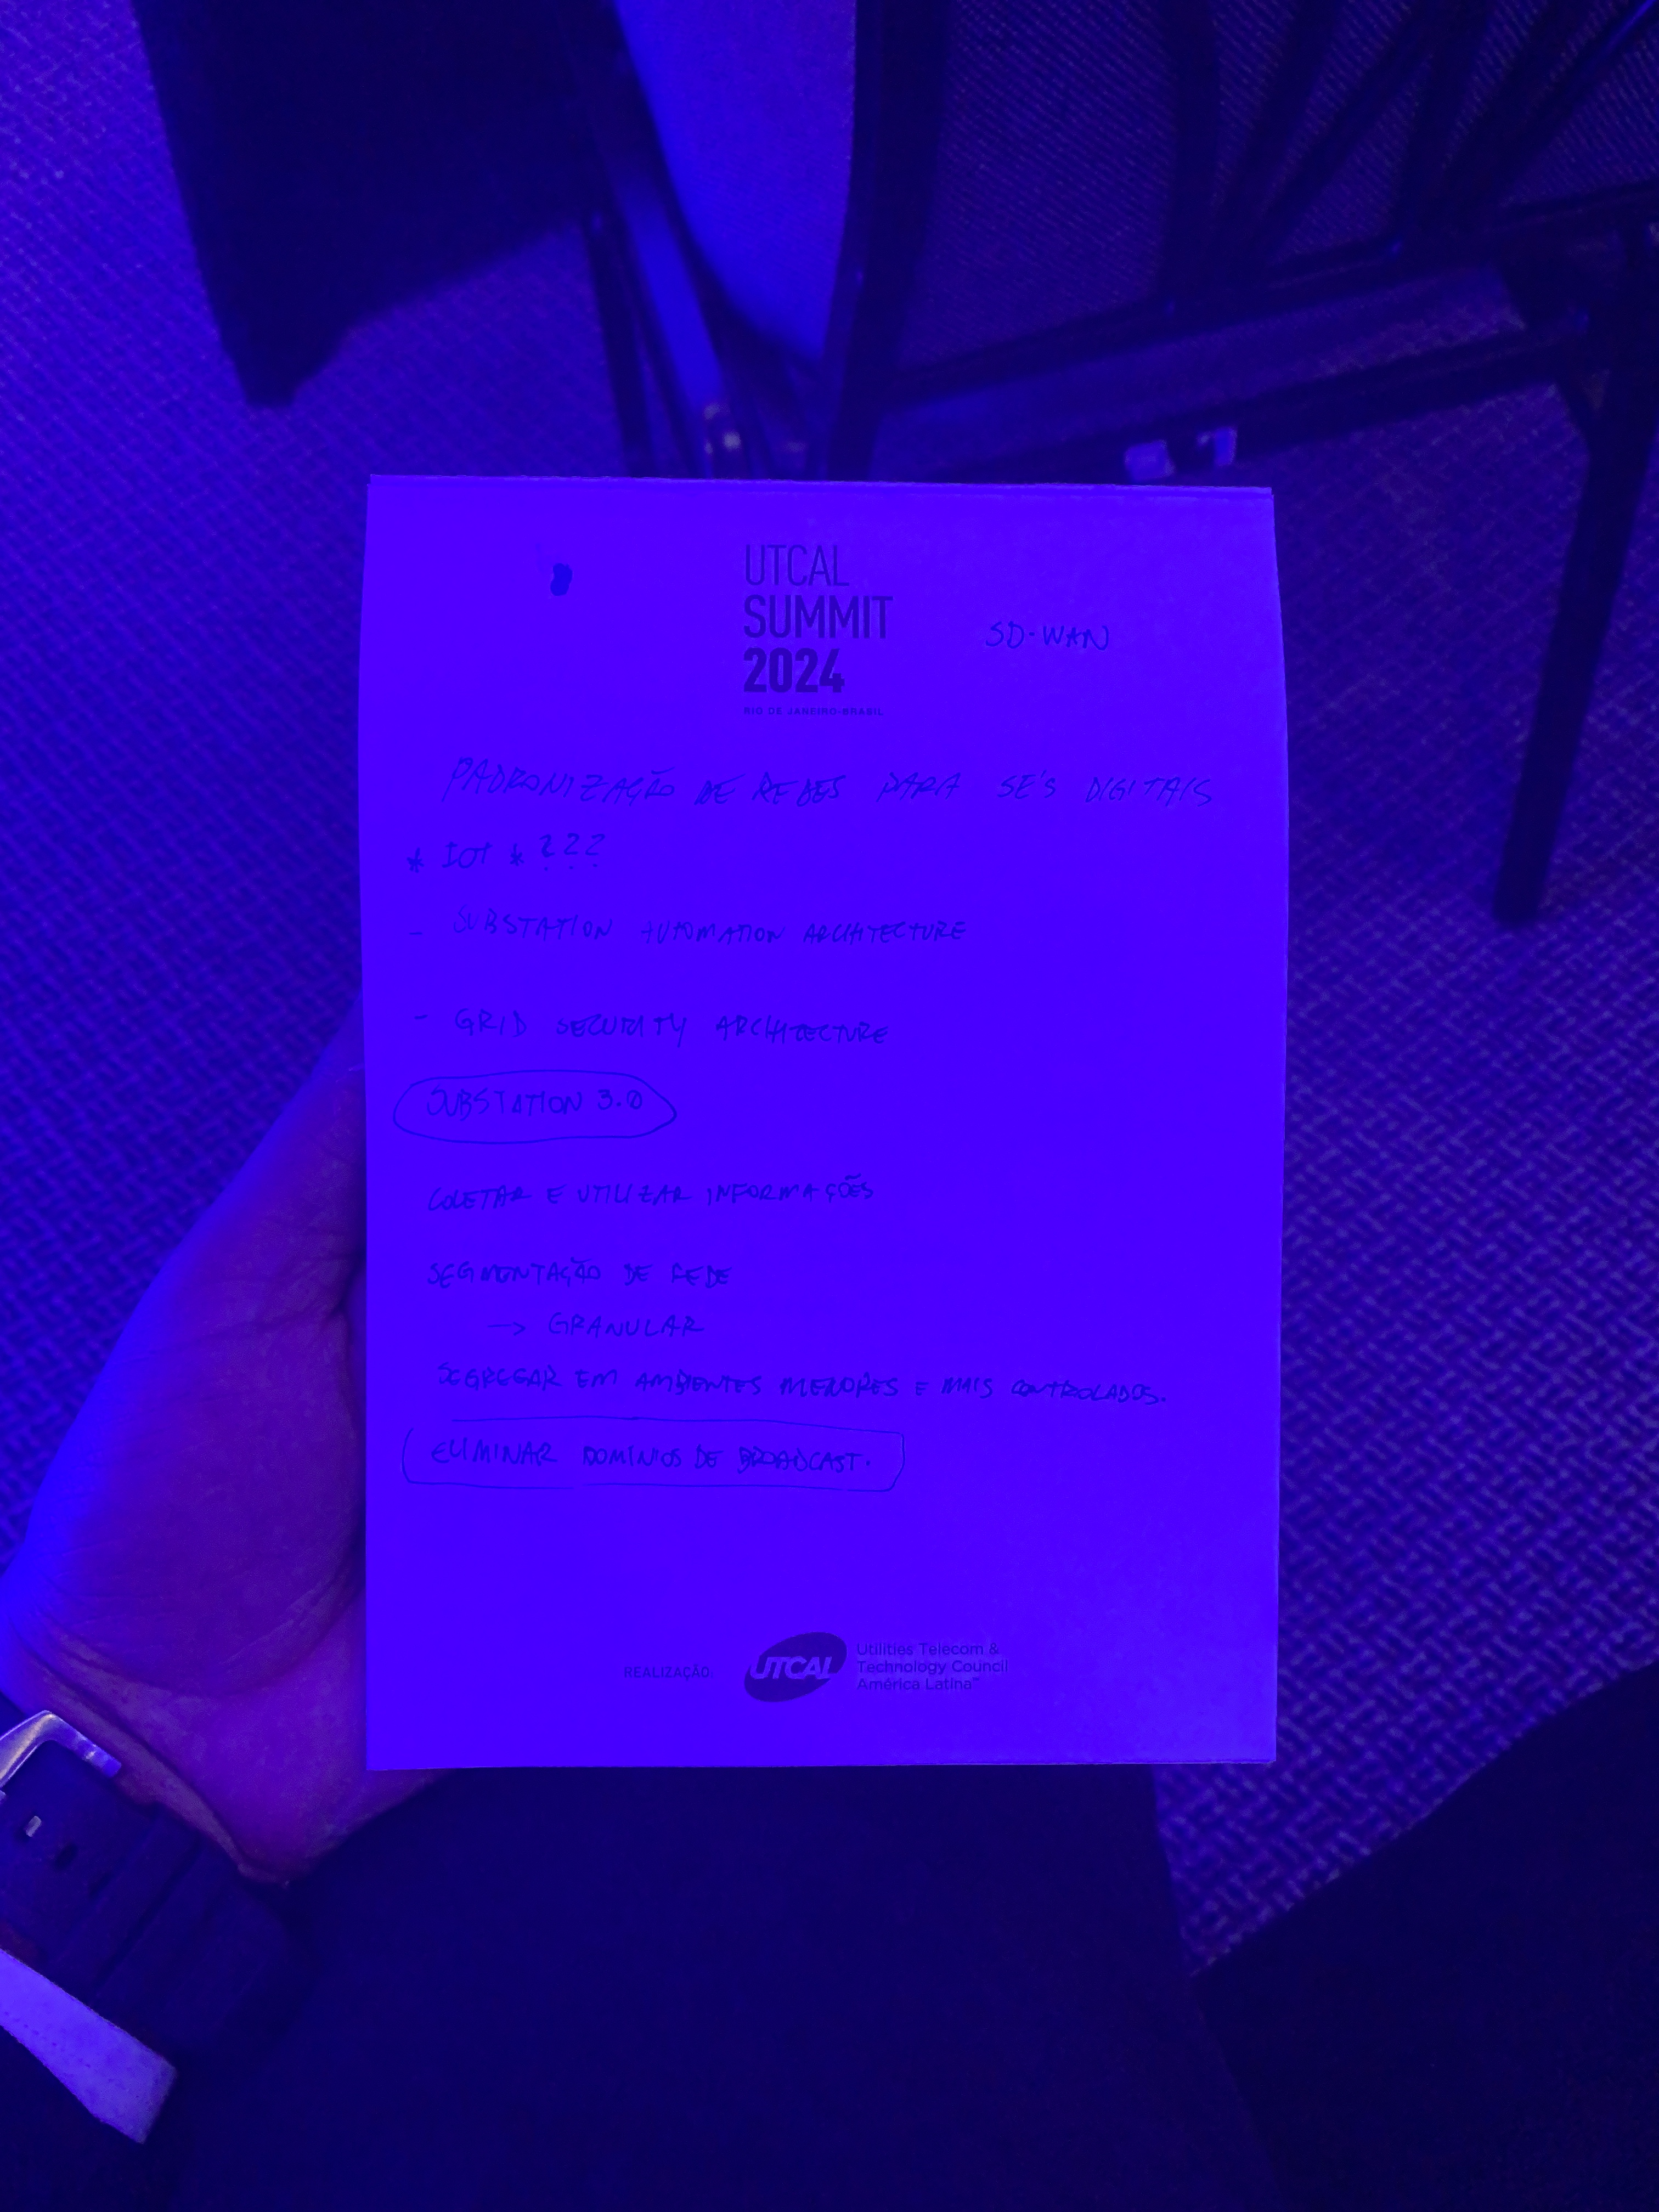 UTCAL
SUMMIT
2024
RIO DE JANEIRO-BRASIL
SD-WAN
PADRONIZAÇÃO DE REDES PARA SE'S DIGITAIS
* IOT * ???
- SUBSTATION AUTOMATION ARCHITECTURE
- GRID SECURITY ARCHITECTURE
SUBSTATION 3.0
COLETAR E UTILIZAR INFORMAÇÕES
SEGMENTAÇÃO DE REDE
→ GRANULAR
SEGREGAR EM AMBIENTES MENORES E MAIS CONTROLADOS.
ELIMINAR DOMÍNIOS DE BROADCAST.
REALIZAÇÃO
UTCAL
Utilities Telecom &
Technology Council
América Latina™